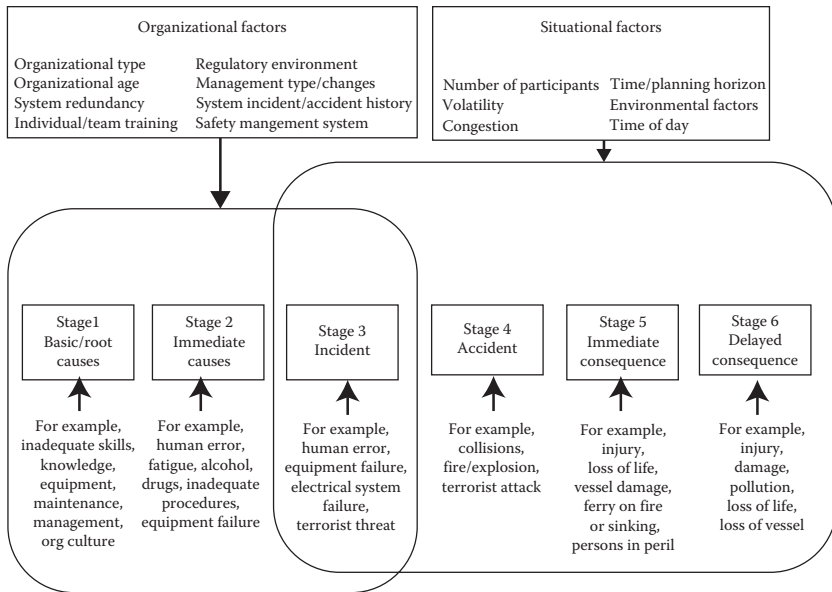 Organizational factors
Organizational type
Organizational age
System redundancy
Individual/team training
Regulatory environment
Management type/changes
System incident/accident history
Safety mangement system
Situational factors
Number of participants
Volatility
Congestion
Time/planning horizon
Environmental factors
Time of day
Stage1
Basic/root
causes
Stage 2
Immediate
causes
Stage 3
Incident
Stage 4
Accident
Stage 5
Immediate
consequence
Stage 6
Delayed
consequence
For example,
inadequate skills,
knowledge,
equipment,
maintenance,
management,
org culture
For example,
human error,
fatigue, alcohol,
drugs, inadequate
procedures,
equipment failure
For example,
human error,
equipment failure,
electrical system
failure,
terrorist threat
For example,
collisions,
fire/explosion,
terrorist attack
For example,
injury,
loss of life,
vessel damage,
ferry on fire
or sinking,
persons in peril
For example,
injury,
damage,
pollution,
loss of life,
loss of vessel